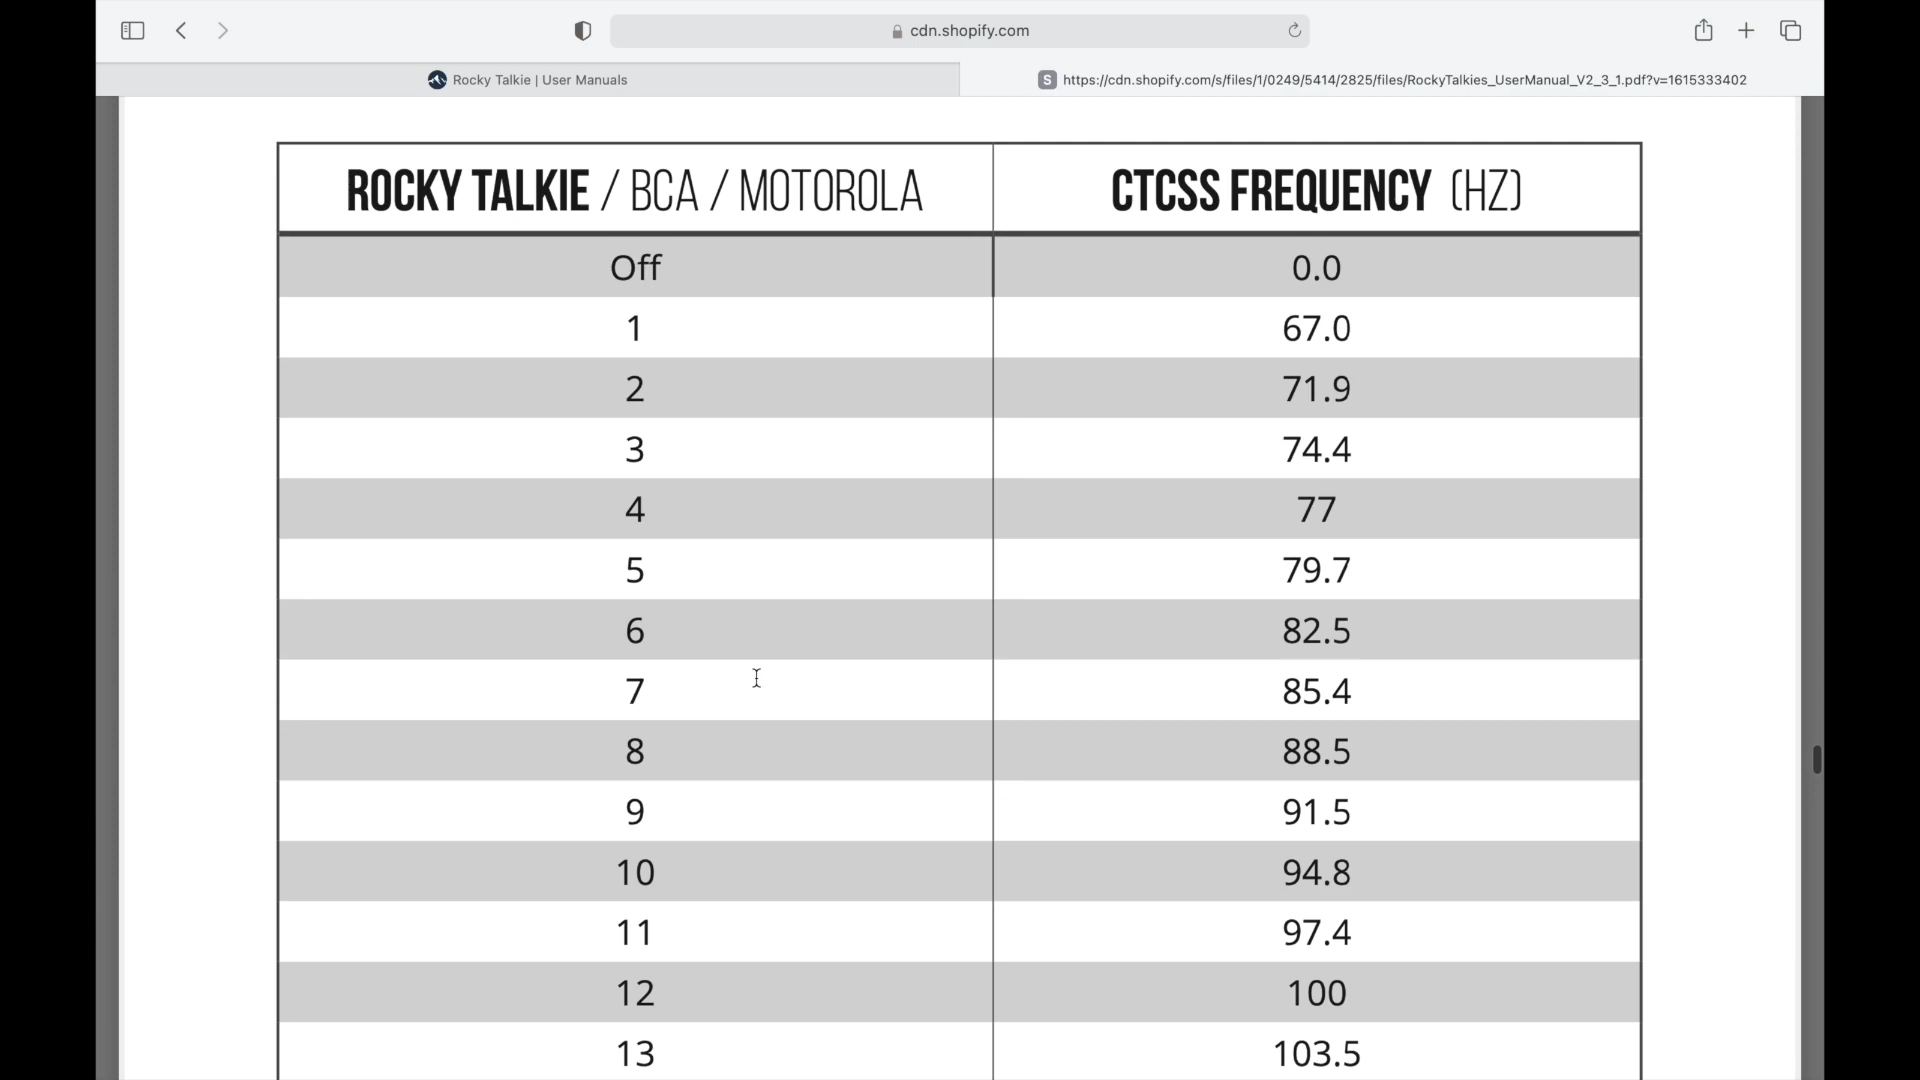 cdn.shopify.com
Rocky Talkie | User Manuals
S https://cdn.shopify.com/s/files/1/0249/5414/2825/files/RockyTalkies_UserManual_V2_3_1.pdf?v=1615333402
ROCKY TALKIE / BCA / MOTOROLA CTCSS FREQUENCY (HZ)
Off 0.0
1 67.0
2 71.9
3 74.4
4 77
5 79.7
6 82.5
7 85.4
8 88.5
9 91.5
10 94.8
11 97.4
12 100
13 103.5